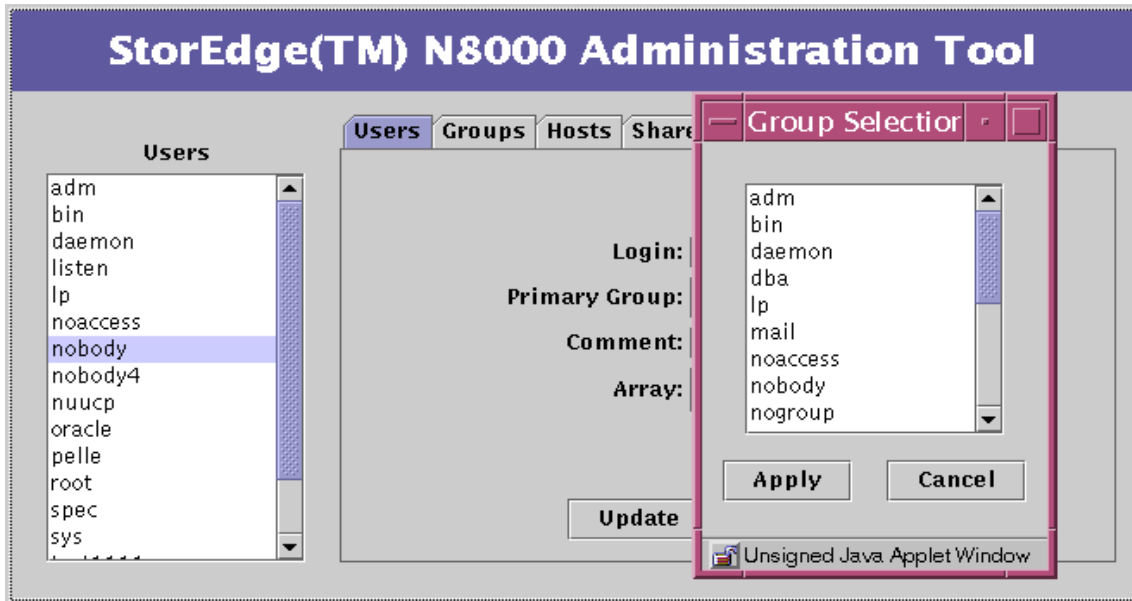 StorEdge(TM) N8000 Administration Tool
Users
adm
bin
daemon
listen
lp
noaccess
nobody
nobody4
nuucp
oracle
pelle
root
spec
sys
Users Groups Hosts Share
Login:
Primary Group:
Comment:
Array:
Update
Group Selection
adm
bin
daemon
dba
lp
mail
noaccess
nobody
nogroup
Apply Cancel
Unsigned Java Applet Window